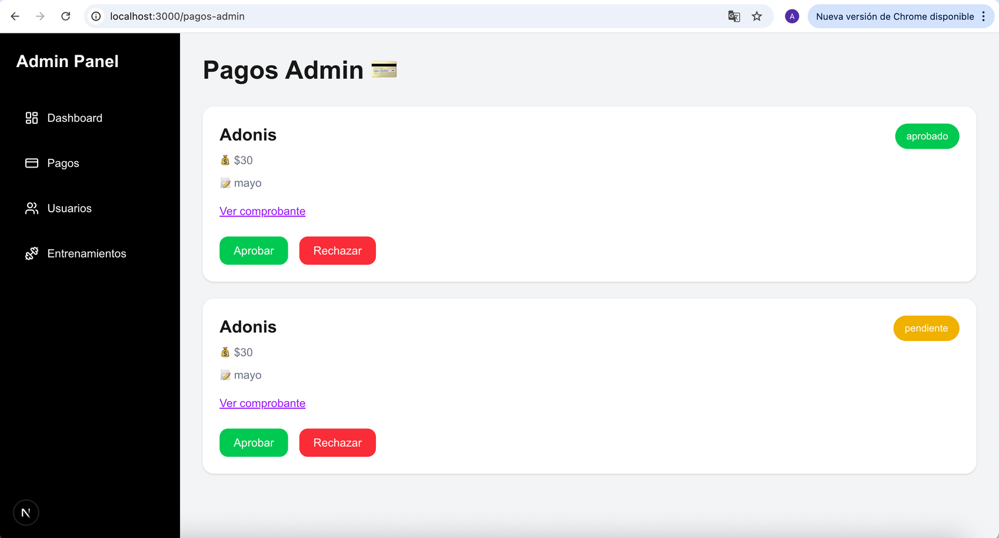 localhost:3000/pagos-admin
A
Nueva versión de Chrome disponible
Admin Panel
Dashboard
Pagos
Usuarios
Entrenamientos
N
Pagos Admin
Adonis
aprobado
$30
mayo
Ver comprobante
Aprobar Rechazar
Adonis
pendiente
$30
mayo
Ver comprobante
Aprobar Rechazar